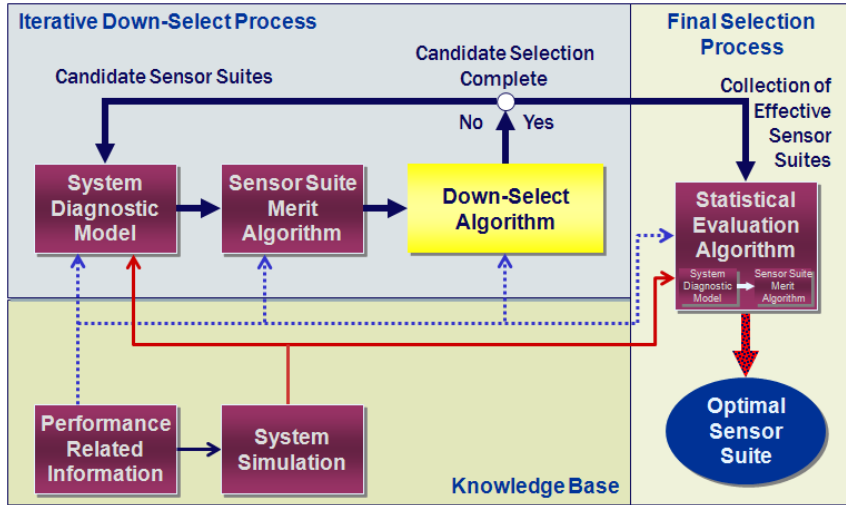 Iterative Down-Select Process
Candidate Sensor Suites
Candidate Selection
Complete
No
Yes
System
Diagnostic
Model
Sensor Suite
Merit
Algorithm
Down-Select
Algorithm
Final Selection
Process
Collection of
Effective
Sensor
Suites
Statistical
Evaluation
Algorithm
System
Diagnostic
Model
Sensor Suite
Merit
Algorithm
Optimal
Sensor
Suite
Performance
Related
Information
System
Simulation
Knowledge Base